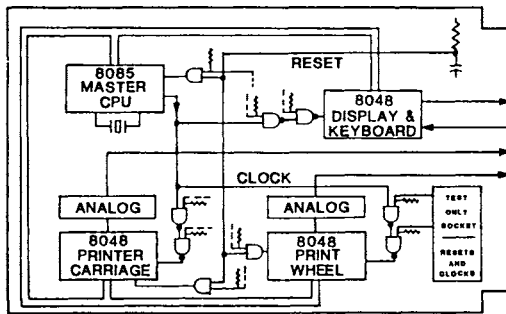 RESET
8085
MASTER
CPU
8048
DISPLAY &
KEYBOARD
CLOCK
ANALOG
ANALOG
TEST
ONLY
SOCKET
RESETS
AND
CLOCKS
8048
PRINTER
CARRIAGE
8048
PRINT
WHEEL